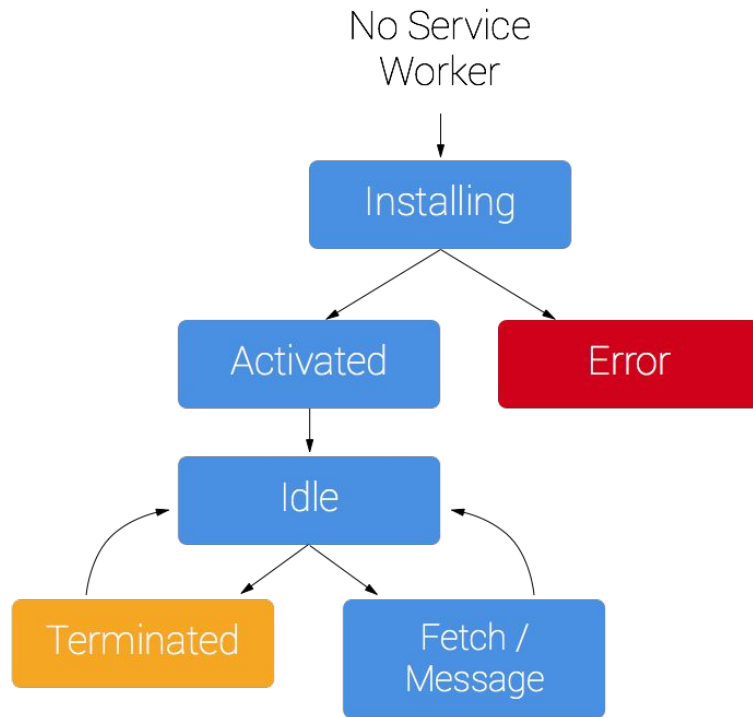 No Service
Worker
Installing
Activated
Error
Idle
Terminated
Fetch /
Message